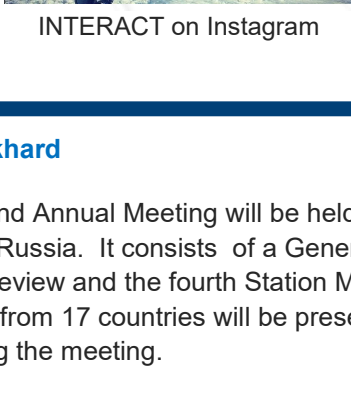 INTERACT on Instagram
khard
nd Annual Meeting will be held
Russia. It consists of a Gener
eview and the fourth Station M
from 17 countries will be prese
g the meeting.